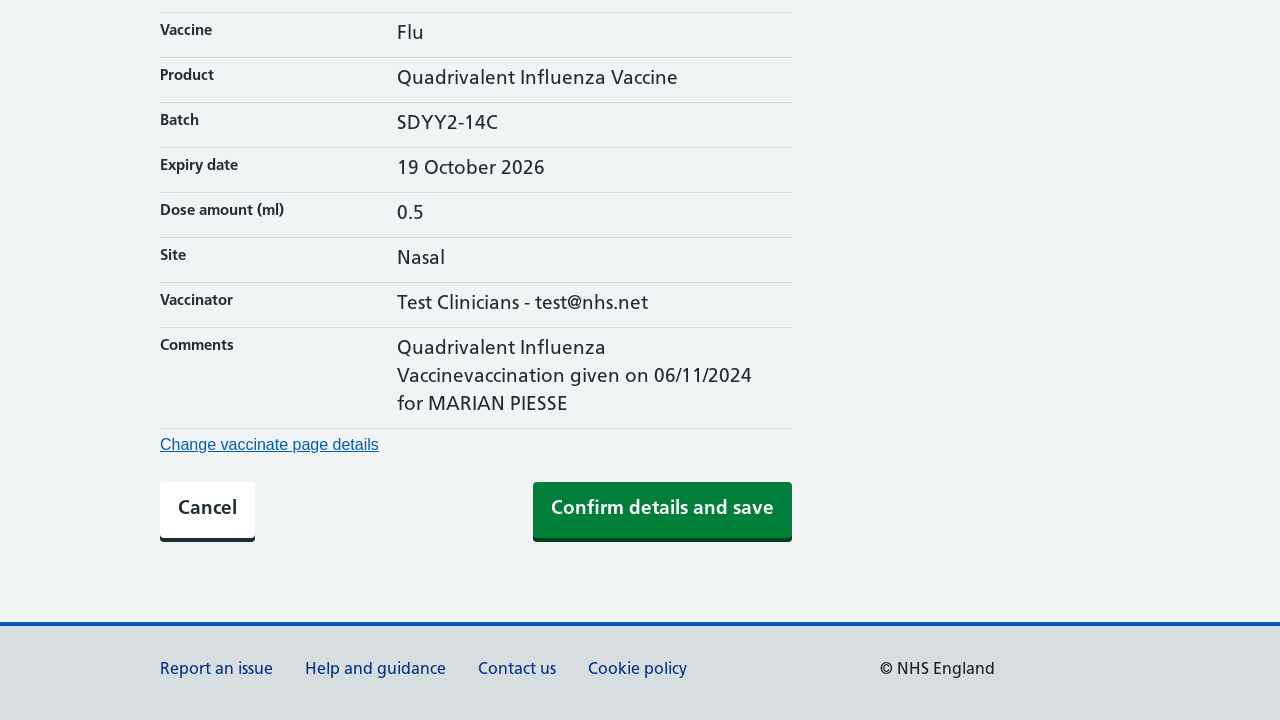 Vaccine Flu
Product Quadrivalent Influenza Vaccine
Batch SDYY2-14C
Expiry date 19 October 2026
Dose amount (ml) 0.5
Site Nasal
Vaccinator Test Clinicians - test@nhs.net
Comments Quadrivalent Influenza
Vaccinevaccination given on 06/11/2024
for MARIAN PIESSE
Change vaccinate page details
Cancel Confirm details and save
Report an issue Help and guidance Contact us Cookie policy © NHS England